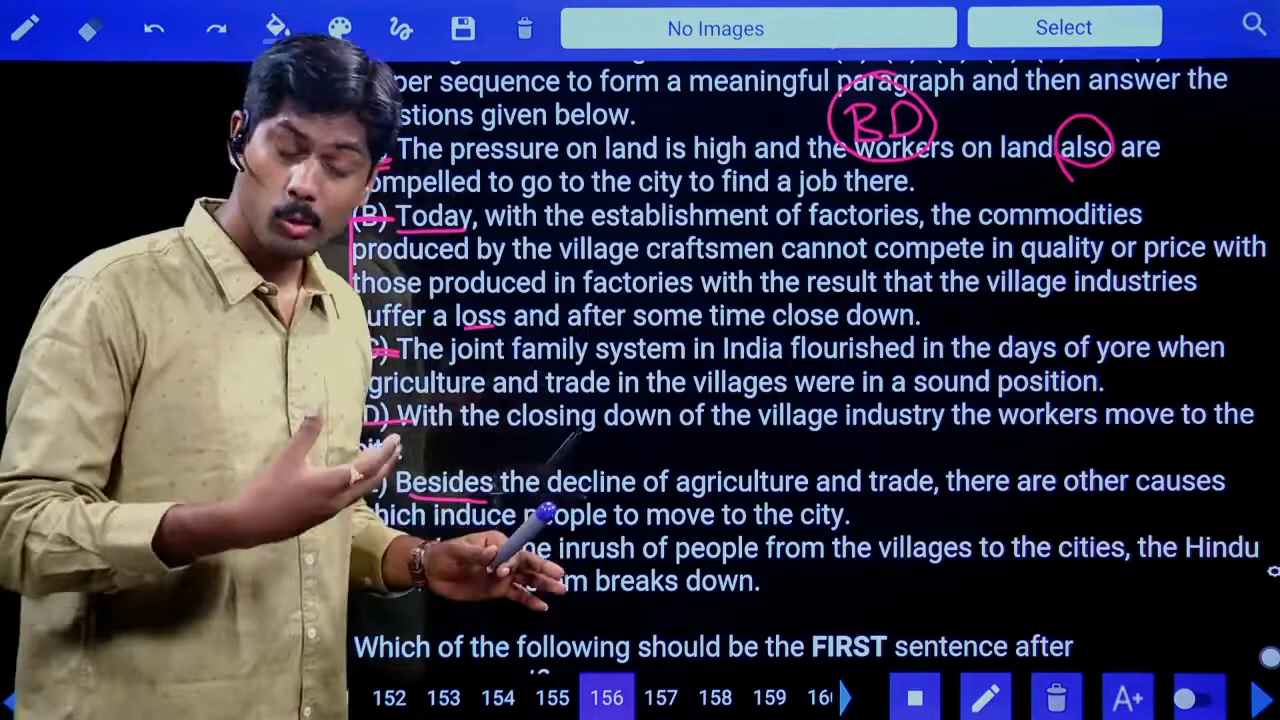 No Images
Select
per sequence to form a meaningful paragraph and then answer the
stions given below.
BD
The pressure on land is high and the workers on land also are
ompelled to go to the city to find a job there.
(B) Today, with the establishment of factories, the commodities
produced by the village craftsmen cannot compete in quality or price with
those produced in factories with the result that the village industries
uffer a loss and after some time close down.
C) The joint family system in India flourished in the days of yore when
griculture and trade in the villages were in a sound position.
D) With the closing down of the village industry the workers move to the
) Besides the decline of agriculture and trade, there are other causes
hich induce people to move to the city.
inrush of people from the villages to the cities, the Hindu
breaks down.
Which of the following should be the FIRST sentence after
152 153 154 155 156 157 158 159 16
A+